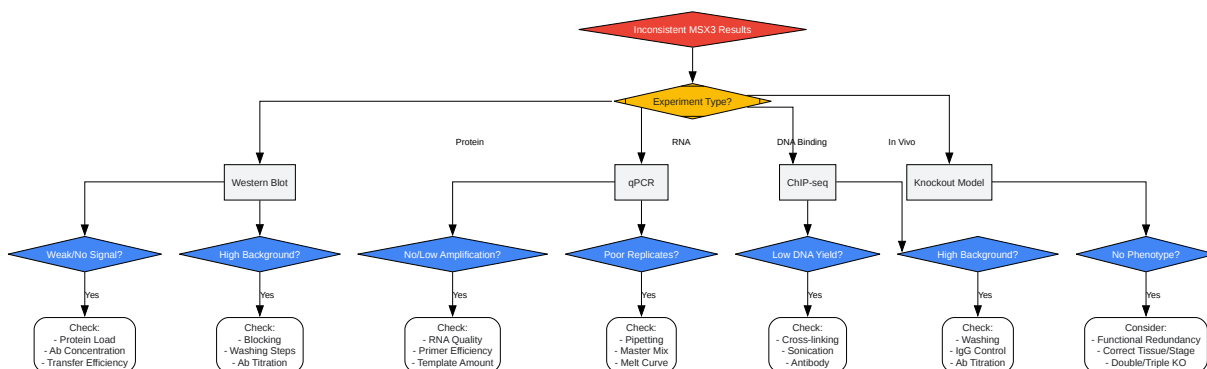 Inconsistent MSX3 Results
Experiment Type?
Protein
RNA
DNA Binding
In Vivo
Western Blot
qPCR
ChIP-seq
Knockout Model
Weak/No Signal?
High Background?
No/Low Amplification?
Poor Replicates?
Low DNA Yield?
High Background?
No Phenotype?
Yes
Yes
Yes
Yes
Yes
Yes
Yes
Check:
- Protein Load
- Ab Concentration
- Transfer Efficiency
Check:
- Blocking
- Washing Steps
- Ab Titration
Check:
- RNA Quality
- Primer Efficiency
- Template Amount
Check:
- Pipetting
- Master Mix
- Melt Curve
Check:
- Cross-linking
- Sonication
- Antibody
Check:
- Washing
- IgG Control
- Ab Titration
Consider:
- Functional Redundancy
- Correct Tissue/Stage
- Double/Triple KO